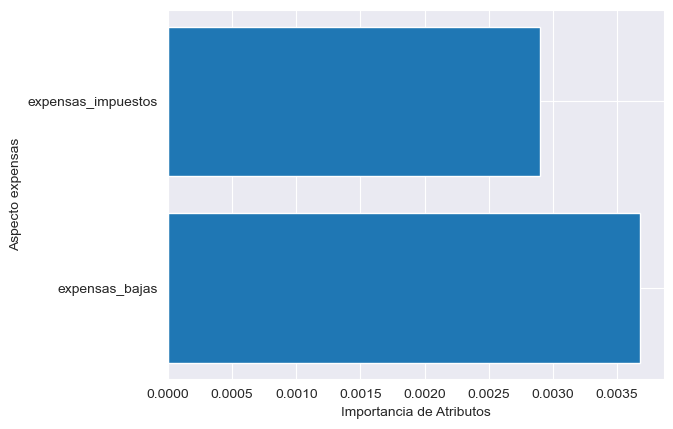 Aspecto expensas
expensas_impuestos
expensas_bajas
0.0000 0.0005 0.0010 0.0015 0.0020 0.0025 0.0030 0.0035
Importancia de Atributos